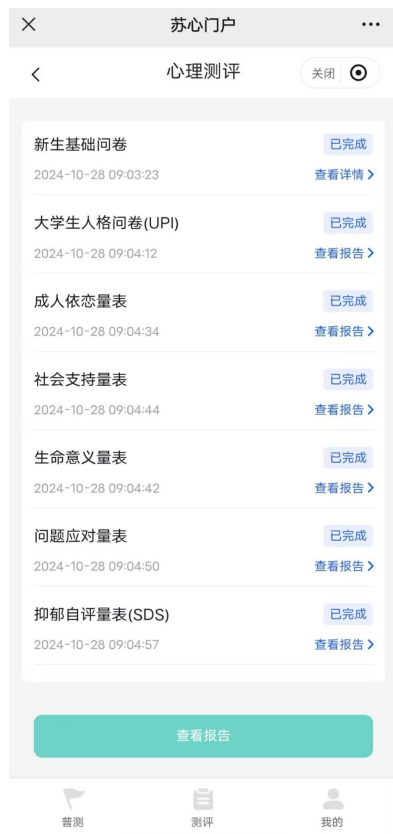 苏心门户
心理测评
关闭
新生基础问卷
已完成
2024-10-28 09:03:23
查看详情
大学生人格问卷(UPI)
已完成
2024-10-28 09:04:12
查看报告
成人依恋量表
已完成
2024-10-28 09:04:34
查看报告
社会支持量表
已完成
2024-10-28 09:04:44
查看报告
生命意义量表
已完成
2024-10-28 09:04:42
查看报告
问题应对量表
已完成
2024-10-28 09:04:50
查看报告
抑郁自评量表(SDS)
已完成
2024-10-28 09:04:57
查看报告
查看报告
普测
测评
我的